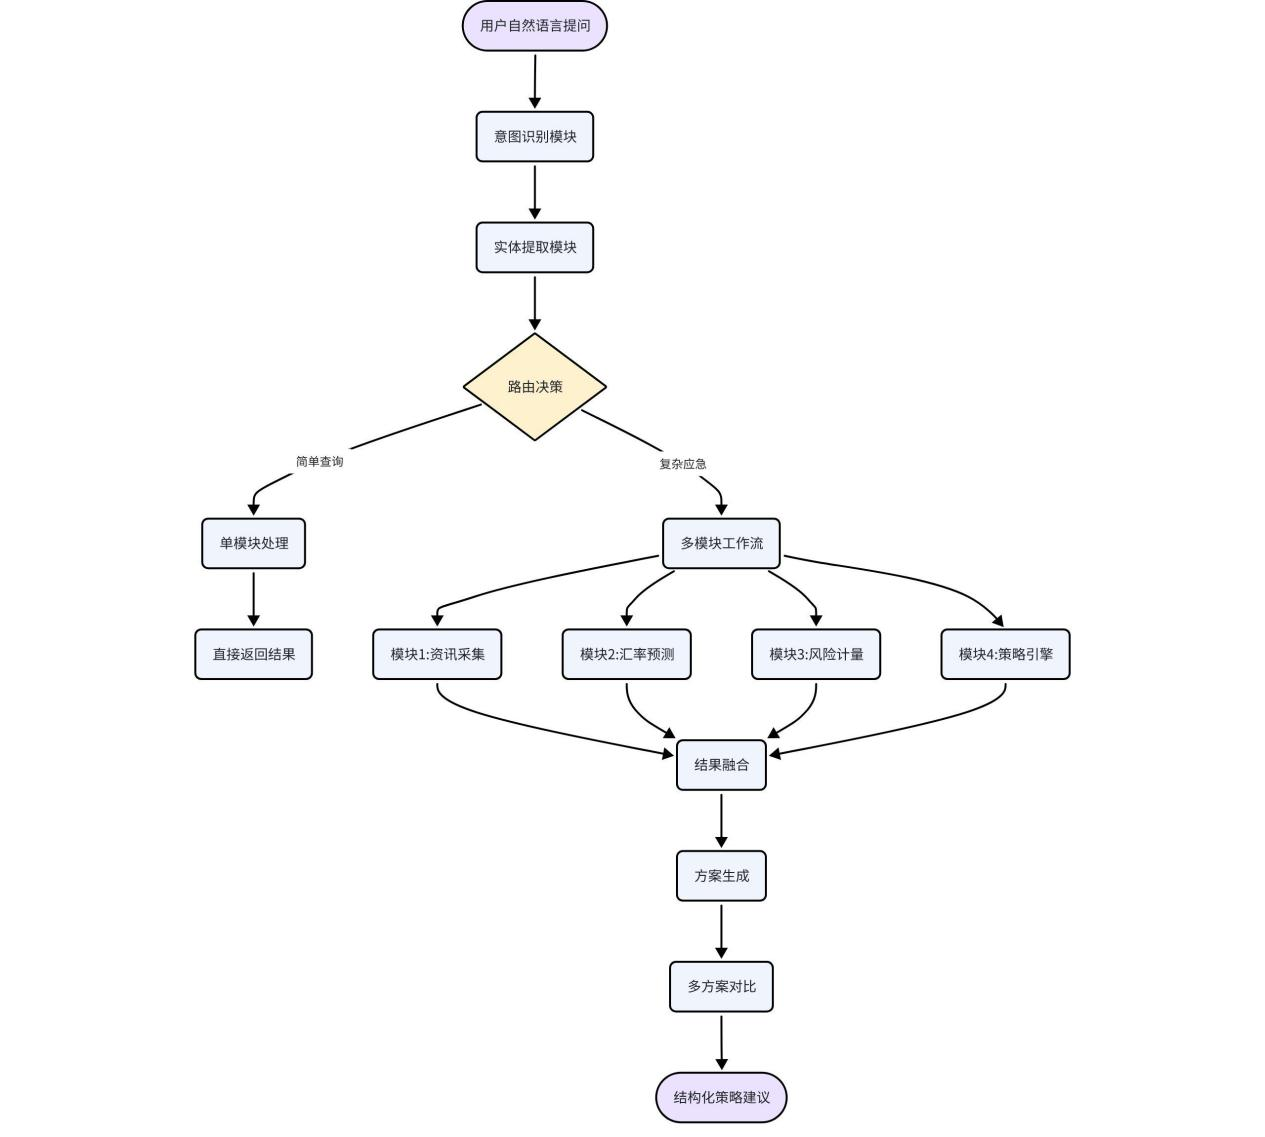 用户自然语言提问
意图识别模块
实体提取模块
路由决策
简单查询
复杂应急
单模块处理
多模块工作流
直接返回结果
模块1:资讯采集
模块2:汇率预测
模块3:风险计量
模块4:策略引擎
结果融合
方案生成
多方案对比
结构化策略建议